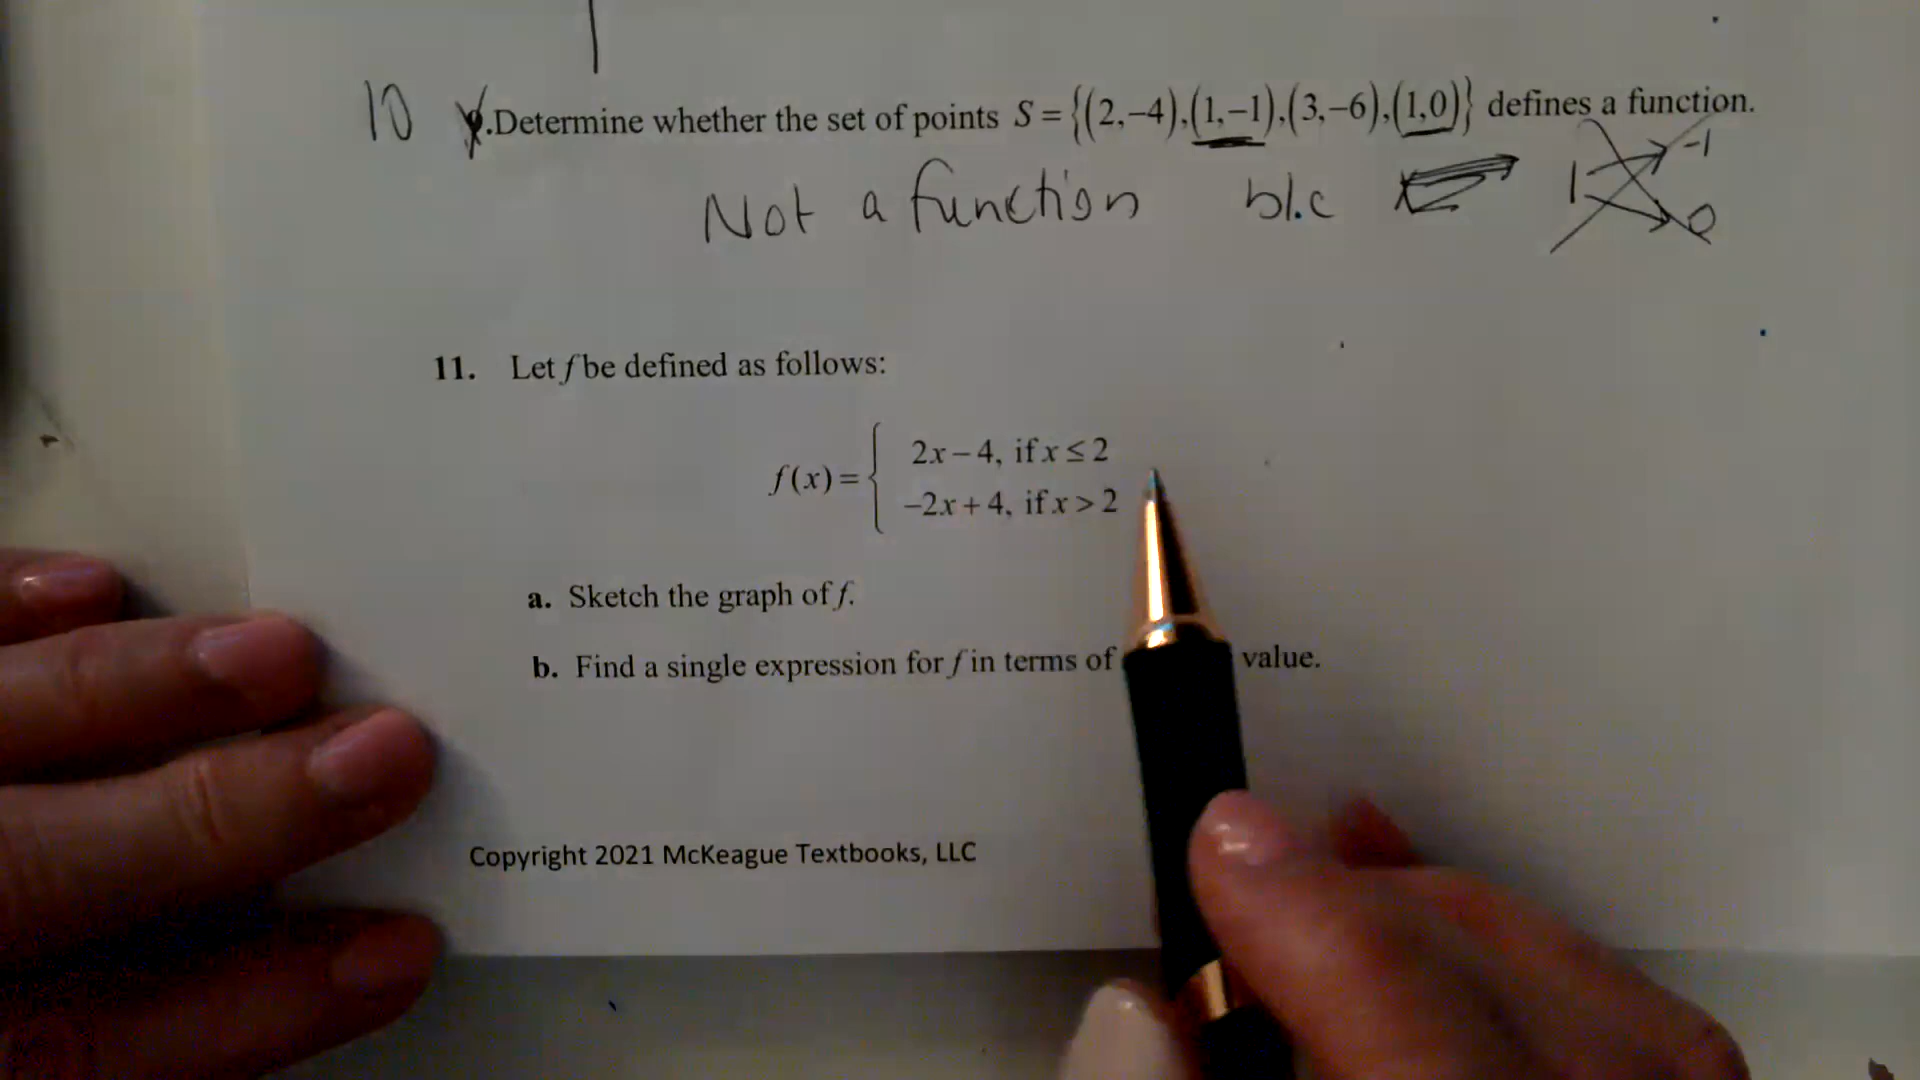 10 9.Determine whether the set of points S = {(2,−4),(1,−1),(3,−6),(1,0)} defines a function.
Not a function b/c 1 -1
0
11. Let f be defined as follows:
f(x) = { 2x − 4, if x ≤ 2
−2x + 4, if x > 2
a. Sketch the graph of f.
b. Find a single expression for f in terms of value.
Copyright 2021 McKeague Textbooks, LLC